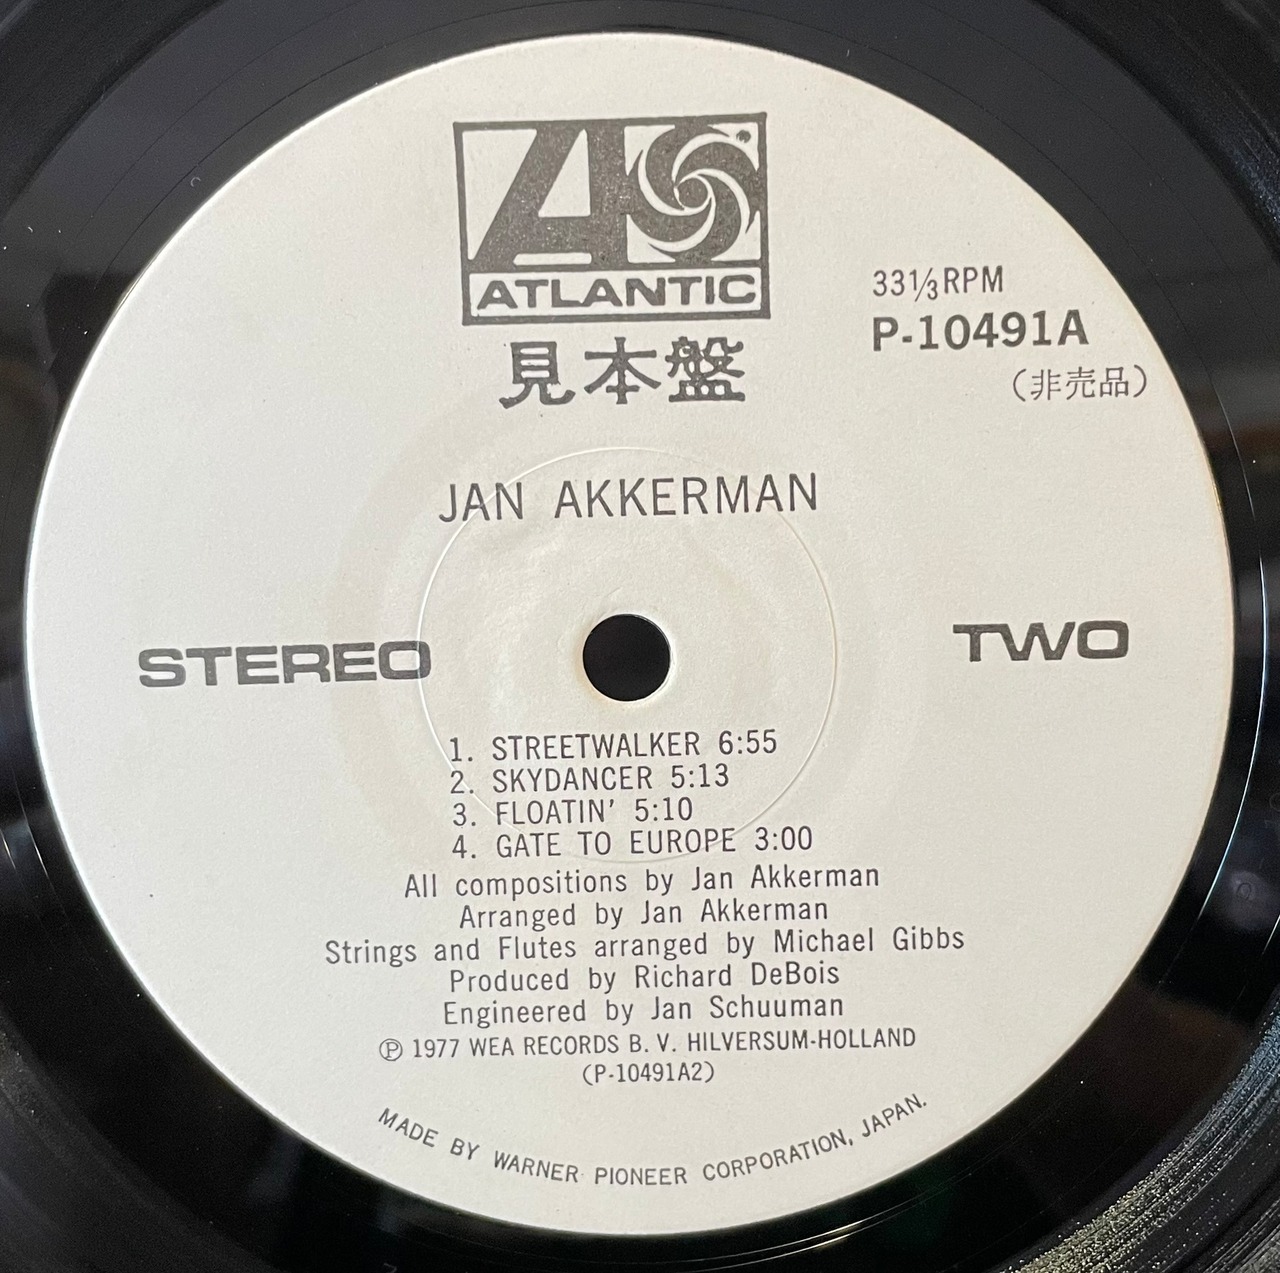 ATLANTIC
見本盤
33⅓RPM
P-10491A
(非売品)
JAN AKKERMAN
STEREO
TWO
1. STREETWALKER 6:55
2. SKYDANCER 5:13
3. FLOATIN' 5:10
4. GATE TO EUROPE 3:00
All compositions by Jan Akkerman
Arranged by Jan Akkerman
Strings and Flutes arranged by Michael Gibbs
Produced by Richard DeBois
Engineered by Jan Schuuman
Ⓟ 1977 WEA RECORDS B. V. HILVERSUM-HOLLAND
(P-10491A2)
MADE BY WARNER-PIONEER CORPORATION, JAPAN.